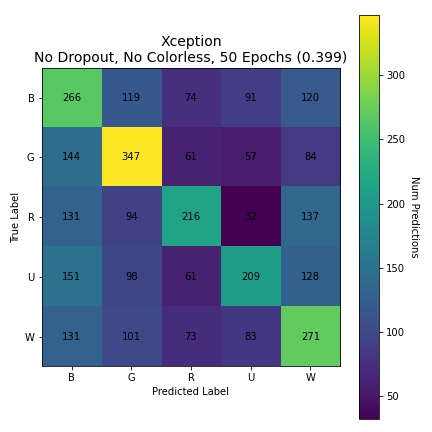 Xception
No Dropout, No Colorless, 50 Epochs (0.399)
B 266 119 74 91 120
G 144 347 61 57 84
R 131 94 216 32 137
U 151 98 61 209 128
W 131 101 73 83 271
B G R U W
True Label
Predicted Label
300
250
200
150
100
50
Num Predictions